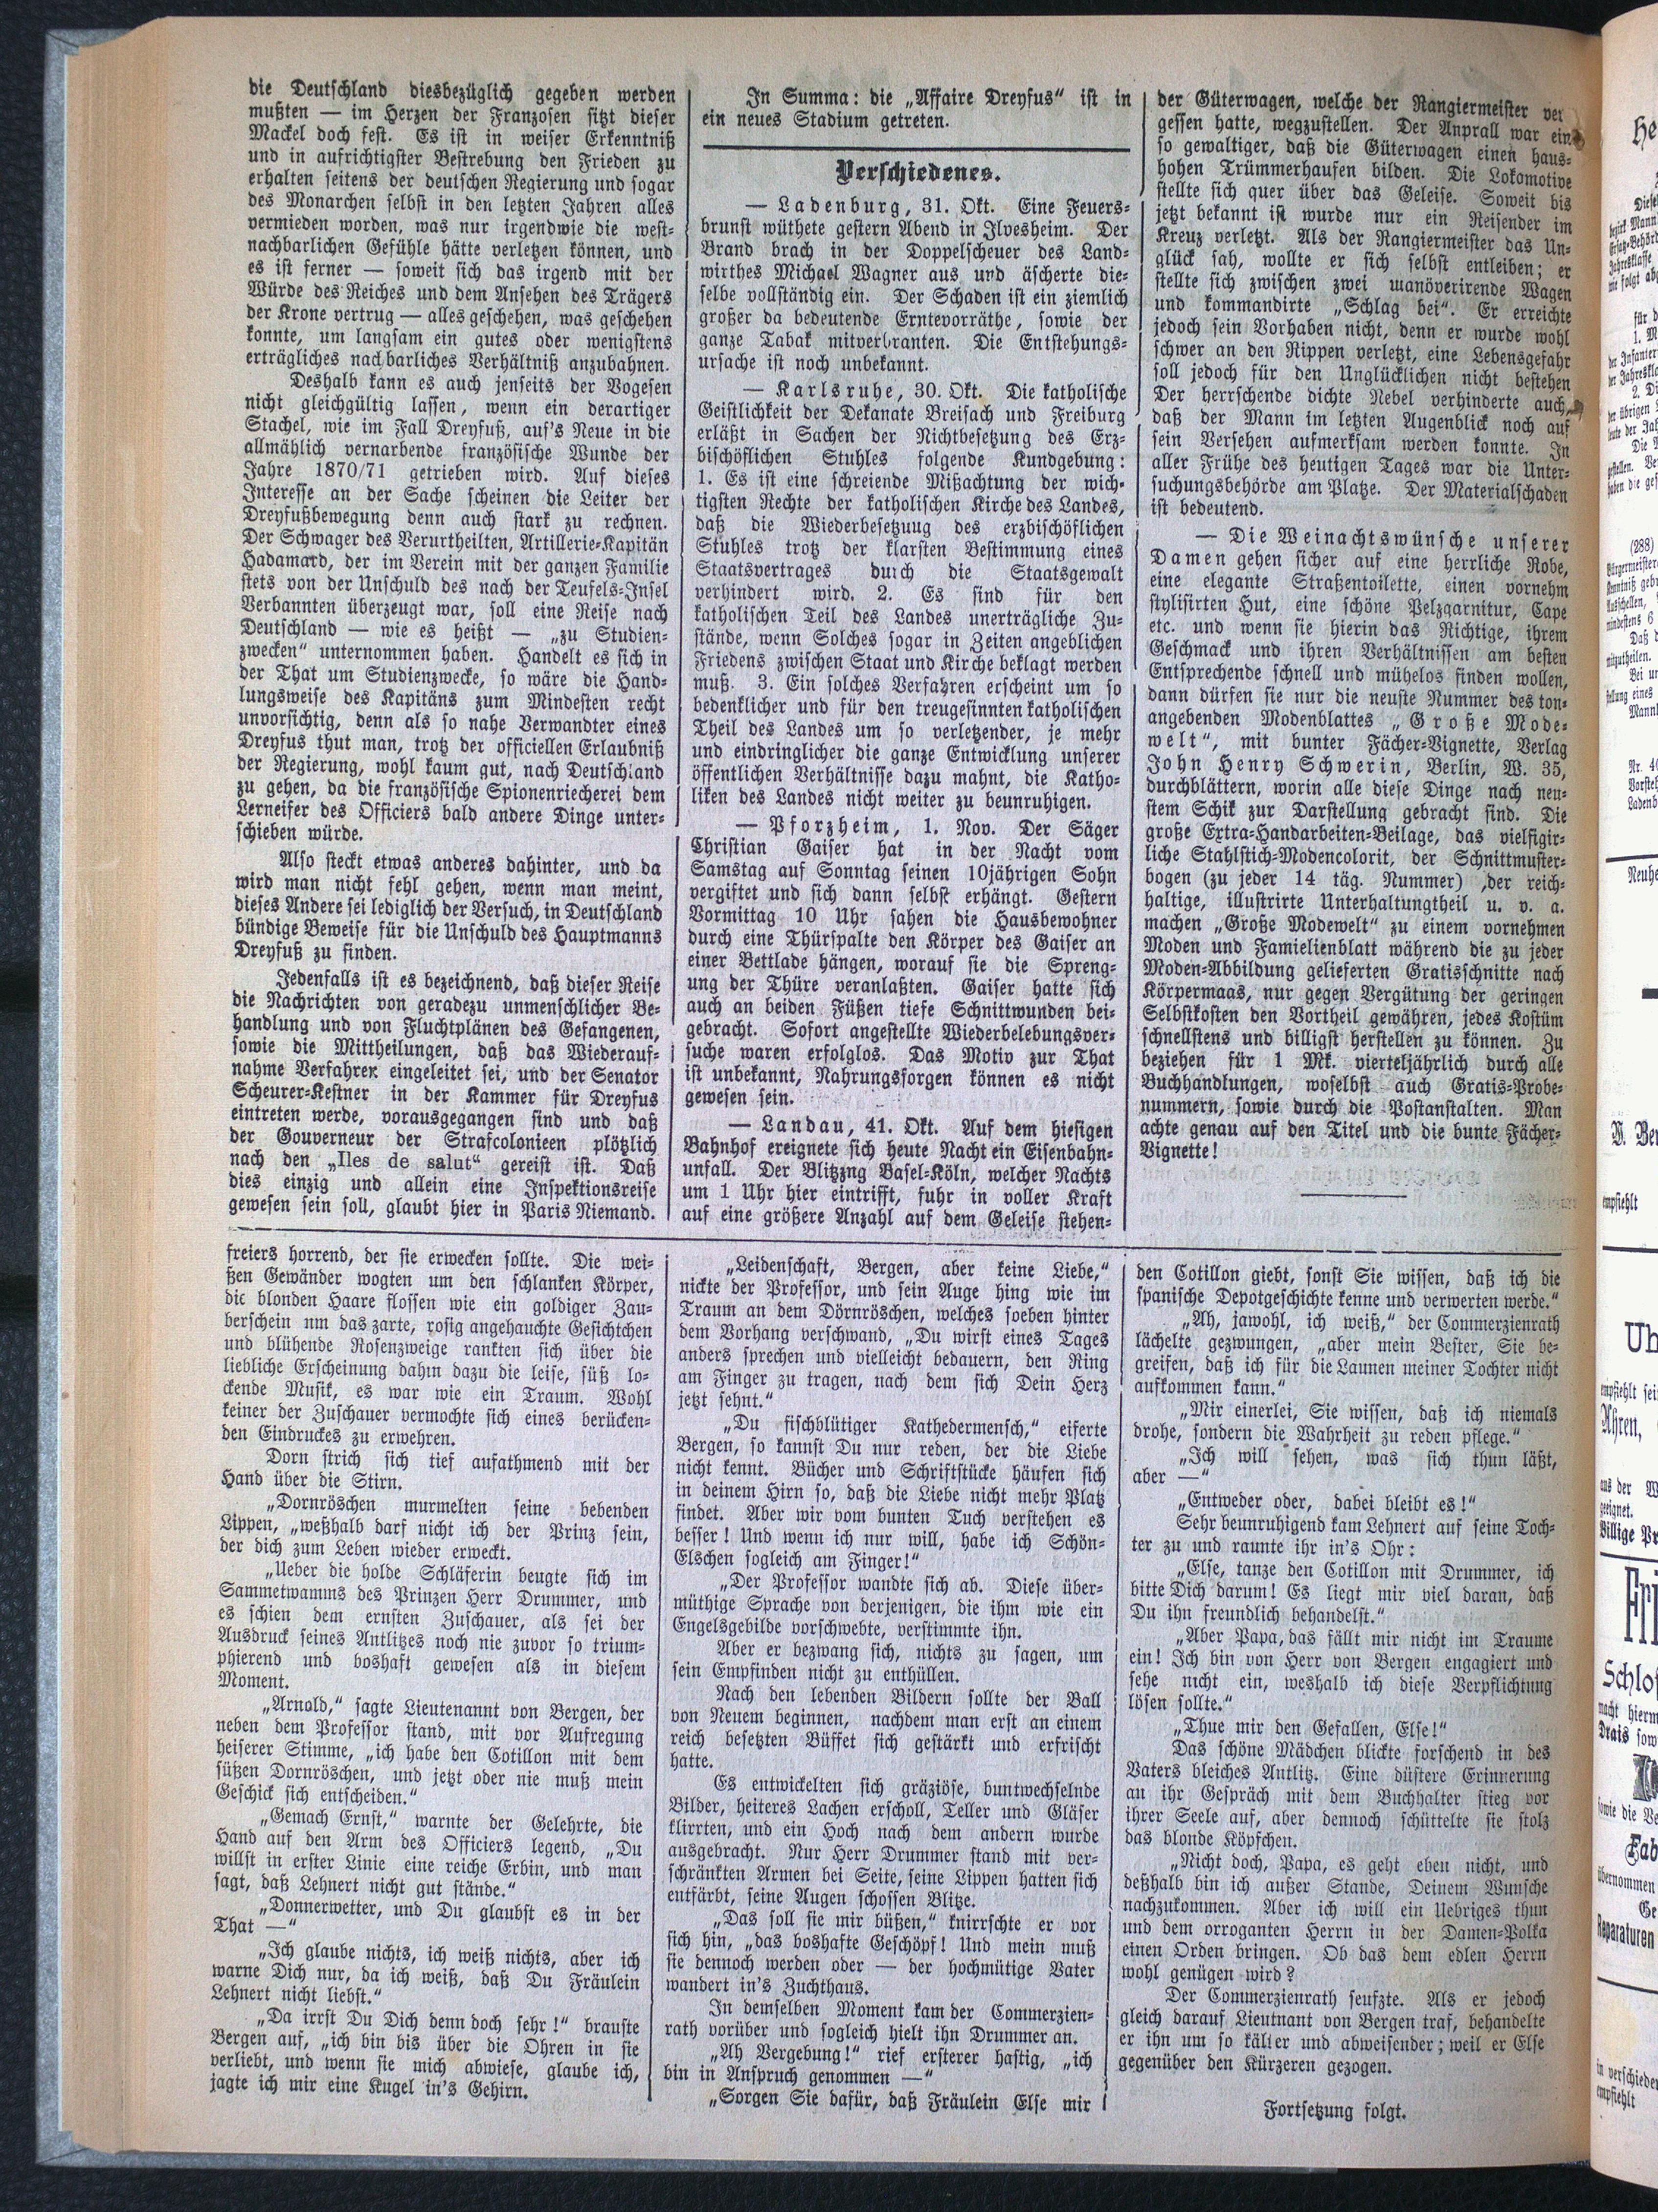 die Deutschland diesbezüglich gegeben werden
mußten — im Herzen der Franzosen sitzt dieser
Mackel doch fest. Es ist in weiser Erkenntniß
und in aufrichtigster Bestrebung den Frieden zu
erhalten seitens der deutschen Regierung und sogar
des Monarchen selbst in den letzten Jahren alles
vermieden worden, was nur irgendwie die west-
nachbarlichen Gefühle hätte verletzen können, und
es ist ferner — soweit sich das irgend mit der
Würde des Reiches und dem Ansehen des Trägers
der Krone vertrug — alles geschehen, was geschehen
konnte, um langsam ein gutes oder wenigstens
erträgliches nachbarliches Verhältniß anzubahnen.
Deshalb kann es auch jenseits der Vogesen
nicht gleichgültig lassen, wenn ein derartiger
Stachel, wie im Fall Dreyfuß, auf's Neue in die
allmählich vernarbende französische Wunde der
Jahre 1870/71 getrieben wird. Auf dieses
Interesse an der Sache scheinen die Leiter der
Dreyfußbewegung denn auch stark zu rechnen.
Der Schwager des Verurtheilten, Artillerie-Kapitän
Hadamard, der im Verein mit der ganzen Familie
stets von der Unschuld des nach der Teufels-Insel
Verbannten überzeugt war, soll eine Reise nach
Deutschland — wie es heißt — „zu Studien-
zwecken“ unternommen haben. Handelt es sich in
der That um Studienzwecke, so wäre die Hand-
lungsweise des Kapitäns zum Mindesten recht
unvorsichtig, denn als so nahe Verwandter eines
Dreyfus thut man, trotz der officiellen Erlaubniß
der Regierung, wohl kaum gut, nach Deutschland
zu gehen, da die französische Spionenriecherei dem
Lerneifer des Officiers bald andere Dinge unter-
schieben würde.
Also steckt etwas anderes dahinter, und da
wird man nicht fehl gehen, wenn man meint,
dieses Andere sei lediglich der Versuch, in Deutschland
bündige Beweise für die Unschuld des Hauptmanns
Dreyfuß zu finden.
Jedenfalls ist es bezeichnend, daß dieser Reise
die Nachrichten von geradezu unmenschlicher Be-
handlung und von Fluchtplänen des Gefangenen,
sowie die Mittheilungen, daß das Wiederauf-
nahme Verfahren eingeleitet sei, und der Senator
Scheurer-Kestner in der Kammer für Dreyfus
eintreten werde, vorausgegangen sind und daß
der Gouverneur der Strafcolonieen plötzlich
nach den „Iles de salut“ gereist ist. Daß
dies einzig und allein eine Inspektionsreise
gewesen sein soll, glaubt hier in Paris Niemand.
In Summa: die „Affaire Dreyfus“ ist in
ein neues Stadium getreten.
Verschiedenes.
— Ladenburg, 31. Okt. Eine Feuers-
brunst wüthete gestern Abend in Ilvesheim. Der
Brand brach in der Doppelscheuer des Land-
wirthes Michael Wagner aus und äscherte die-
selbe vollständig ein. Der Schaden ist ein ziemlich
großer da bedeutende Erntevorräthe, sowie der
ganze Tabak mitverbranten. Die Entstehungs-
ursache ist noch unbekannt.
— Karlsruhe, 30. Okt. Die katholische
Geistlichkeit der Dekanate Breisach und Freiburg
erläßt in Sachen der Nichtbesetzung des Erz-
bischöflichen Stuhles folgende Kundgebung:
1. Es ist eine schreiende Mißachtung der wich-
tigsten Rechte der katholischen Kirche des Landes,
daß die Wiederbesetzuug des erzbischöflichen
Stuhles trotz der klarsten Bestimmung eines
Staatsvertrages durch die Staatsgewalt
verhindert wird. 2. Es sind für den
katholischen Teil des Landes unerträgliche Zu-
stände, wenn Solches sogar in Zeiten angeblichen
Friedens zwischen Staat und Kirche beklagt werden
muß. 3. Ein solches Verfahren erscheint um so
bedenklicher und für den treugesinnten katholischen
Theil des Landes um so verletzender, je mehr
und eindringlicher die ganze Entwicklung unserer
öffentlichen Verhältnisse dazu mahnt, die Katho-
liken des Landes nicht weiter zu beunruhigen.
— Pforzheim, 1. Nov. Der Säger
Christian Gaiser hat in der Nacht vom
Samstag auf Sonntag seinen 10jährigen Sohn
vergiftet und sich dann selbst erhängt. Gestern
Vormittag 10 Uhr sahen die Hausbewohner
durch eine Thürspalte den Körper des Gaiser an
einer Bettlade hängen, worauf sie die Spreng-
ung der Thüre veranlaßten. Gaiser hatte sich
auch an beiden Füßen tiefe Schnittwunden bei-
gebracht. Sofort angestellte Wiederbelebungsver-
suche waren erfolglos. Das Motiv zur That
ist unbekannt, Nahrungssorgen können es nicht
gewesen sein.
— Landau, 41. Okt. Auf dem hiesigen
Bahnhof ereignete sich heute Nacht ein Eisenbahn-
unfall. Der Blitzzng Basel-Köln, welcher Nachts
um 1 Uhr hier eintrifft, fuhr in voller Kraft
auf eine größere Anzahl auf dem Geleise stehen-
der Güterwagen, welche der Rangiermeister ver
gessen hatte, wegzustellen. Der Anprall war ein
so gewaltiger, daß die Güterwagen einen haus-
hohen Trümmerhaufen bilden. Die Lokomotive
stellte sich quer über das Geleise. Soweit bis
jetzt bekannt ist wurde nur ein Reisender im
Kreuz verletzt. Als der Rangiermeister das Un-
glück sah, wollte er sich selbst entleiben; er
stellte sich zwischen zwei manöverirende Wagen
und kommandirte „Schlag bei“. Er erreichte
jedoch sein Vorhaben nicht, denn er wurde wohl
schwer an den Rippen verletzt, eine Lebensgefahr
soll jedoch für den Unglücklichen nicht bestehen
Der herrschende dichte Nebel verhinderte auch,
daß der Mann im letzten Augenblick noch auf
sein Versehen aufmerksam werden konnte. In
aller Frühe des heutigen Tages war die Unter-
suchungsbehörde am Platze. Der Materialschaden
ist bedeutend.
— Die Weinachtswünsche unserer
Damen gehen sicher auf eine herrliche Robe,
eine elegante Straßentoilette, einen vornehm
stylisirten Hut, eine schöne Pelzgarnitur, Cape
etc. und wenn sie hierin das Richtige, ihrem
Geschmack und ihren Verhältnissen am besten
Entsprechende schnell und mühelos finden wollen,
dann dürfen sie nur die neuste Nummer des ton-
angebenden Modenblattes „Große Mode-
welt“, mit bunter Fächer-Vignette, Verlag
John Henry Schwerin, Berlin, W. 35,
durchblättern, worin alle diese Dinge nach neu-
stem Schik zur Darstellung gebracht sind. Die
große Extra-Handarbeiten-Beilage, das vielfigir-
liche Stahlstich-Modencolorit, der Schnittmuster-
bogen (zu jeder 14 täg. Nummer) ,der reich-
haltige, illustrirte Unterhaltungtheil u. v. a.
machen „Große Modewelt“ zu einem vornehmen
Moden und Famielienblatt während die zu jeder
Moden-Abbildung gelieferten Gratisschnitte nach
Körpermaas, nur gegen Vergütung der geringen
Selbstkosten den Vortheil gewähren, jedes Kostüm
schnellstens und billigst herstellen zu können. Zu
beziehen für 1 Mk. vierteljährlich durch alle
Buchhandlungen, woselbst auch Gratis-Probe-
nummern, sowie durch die Postanstalten. Man
achte genau auf den Titel und die bunte Fächer-
Vignette!
freiers horrend, der sie erwecken sollte. Die wei-
ßen Gewänder wogten um den schlanken Körper,
die blonden Haare flossen wie ein goldiger Zau-
berschein um das zarte, rosig angehauchte Gesichtchen
und blühende Rosenzweige rankten sich über die
liebliche Erscheinung dahin dazu die leise, süß lo-
ckende Musik, es war wie ein Traum. Wohl
keiner der Zuschauer vermochte sich eines berücken-
den Eindruckes zu erwehren.
Dorn strich sich tief aufathmend mit der
Hand über die Stirn.
„Dornröschen murmelten seine bebenden
Lippen, „weßhalb darf nicht ich der Prinz sein,
der dich zum Leben wieder erweckt.
„Ueber die holde Schläferin beugte sich im
Sammetwamms des Prinzen Herr Drummer, und
es schien dem ernsten Zuschauer, als sei der
Ausdruck seines Antlitzes noch nie zuvor so trium-
phierend und boshaft gewesen als in diesem
Moment.
„Arnold,“ sagte Lieutenannt von Bergen, der
neben dem Professor stand, mit vor Aufregung
heiserer Stimme, „ich habe den Cotillon mit dem
süßen Dornröschen, und jetzt oder nie muß mein
Geschick sich entscheiden.“
„Gemach Ernst,“ warnte der Gelehrte, die
Hand auf den Arm des Officiers legend, „Du
willst in erster Linie eine reiche Erbin, und man
sagt, daß Lehnert nicht gut stände.“
„Donnerwetter, und Du glaubst es in der
That —“
„Ich glaube nichts, ich weiß nichts, aber ich
warne Dich nur, da ich weiß, daß Du Fräulein
Lehnert nicht liebst.“
„Da irrst Du Dich denn doch sehr!“ brauste
Bergen auf, „ich bin bis über die Ohren in sie
verliebt, und wenn sie mich abwiese, glaube ich,
jagte ich mir eine Kugel in's Gehirn.
„Leidenschaft, Bergen, aber keine Liebe,“
nickte der Professor, und sein Auge hing wie im
Traum an dem Dörnröschen, welches soeben hinter
dem Vorhang verschwand, „Du wirst eines Tages
anders sprechen und vielleicht bedauern, den Ring
am Finger zu tragen, nach dem sich Dein Herz
jetzt sehnt.“
„Du fischblütiger Kathedermensch,“ eiferte
Bergen, so kannst Du nur reden, der die Liebe
nicht kennt. Bücher und Schriftstücke häufen sich
in deinem Hirn so, daß die Liebe nicht mehr Platz
findet. Aber wir vom bunten Tuch verstehen es
besser! Und wenn ich nur will, habe ich Schön-
Elschen sogleich am Finger!“
„Der Professor wandte sich ab. Diese über-
müthige Sprache von derjenigen, die ihm wie ein
Engelsgebilde vorschwebte, verstimmte ihn.
Aber er bezwang sich, nichts zu sagen, um
sein Empfinden nicht zu enthüllen.
Nach den lebenden Bildern sollte der Ball
von Neuem beginnen, nachdem man erst an einem
reich besetzten Büffet sich gestärkt und erfrischt
hatte.
Es entwickelten sich gräziöse, buntwechselnde
Bilder, heiteres Lachen erscholl, Teller und Gläser
klirrten, und ein Hoch nach dem andern wurde
ausgebracht. Nur Herr Drummer stand mit ver-
schränkten Armen bei Seite, seine Lippen hatten sich
entfärbt, seine Augen schossen Blitze.
„Das soll sie mir büßen,“ knirrschte er vor
sich hin, „das boshafte Geschöpf! Und mein muß
sie dennoch werden oder — der hochmütige Vater
wandert in's Zuchthaus.
In demselben Moment kam der Commerzien-
rath vorüber und sogleich hielt ihn Drummer an.
„Ah Vergebung!“ rief ersterer hastig, „ich
bin in Anspruch genommen —“
„Sorgen Sie dafür, daß Fräulein Else mir
den Cotillon giebt, sonst Sie wissen, daß ich die
spanische Depotgeschichte kenne und verwerten werde.“
„Ah, jawohl, ich weiß,“ der Commerzienrath
lächelte gezwungen, „aber mein Bester, Sie be-
greifen, daß ich für die Launen meiner Tochter nicht
aufkommen kann.“
„Mir einerlei, Sie wissen, daß ich niemals
drohe, sondern die Wahrheit zu reden pflege.“
„Ich will sehen, was sich thun läßt,
aber —“
„Entweder oder, dabei bleibt es!“
Sehr beunruhigend kam Lehnert auf seine Toch-
ter zu und raunte ihr in's Ohr:
„Else, tanze den Cotillon mit Drummer, ich
bitte Dich darum! Es liegt mir viel daran, daß
Du ihn freundlich behandelst.“
„Aber Papa, das fällt mir nicht im Traume
ein! Ich bin von Herr von Bergen engagiert und
sehe nicht ein, weshalb ich diese Verpflichtung
lösen sollte.“
„Thue mir den Gefallen, Else!“
Das schöne Mädchen blickte forschend in des
Vaters bleiches Antlitz. Eine düstere Erinnerung
an ihr Gespräch mit dem Buchhalter stieg vor
ihrer Seele auf, aber dennoch schüttelte sie stolz
das blonde Köpfchen.
„Nicht doch, Papa, es geht eben nicht, und
deßhalb bin ich außer Stande, Deinem Wunsche
nachzukommen. Aber ich will ein Uebriges thun
und dem orroganten Herrn in der Damen-Polka
einen Orden bringen. Ob das dem edlen Herrn
wohl genügen wird?
Der Commerzienrath seufzte. Als er jedoch
gleich darauf Lieutnant von Bergen traf, behandelte
er ihn um so kälter und abweisender; weil er Else
gegenüber den Kürzeren gezogen.
Fortsetzung folgt.